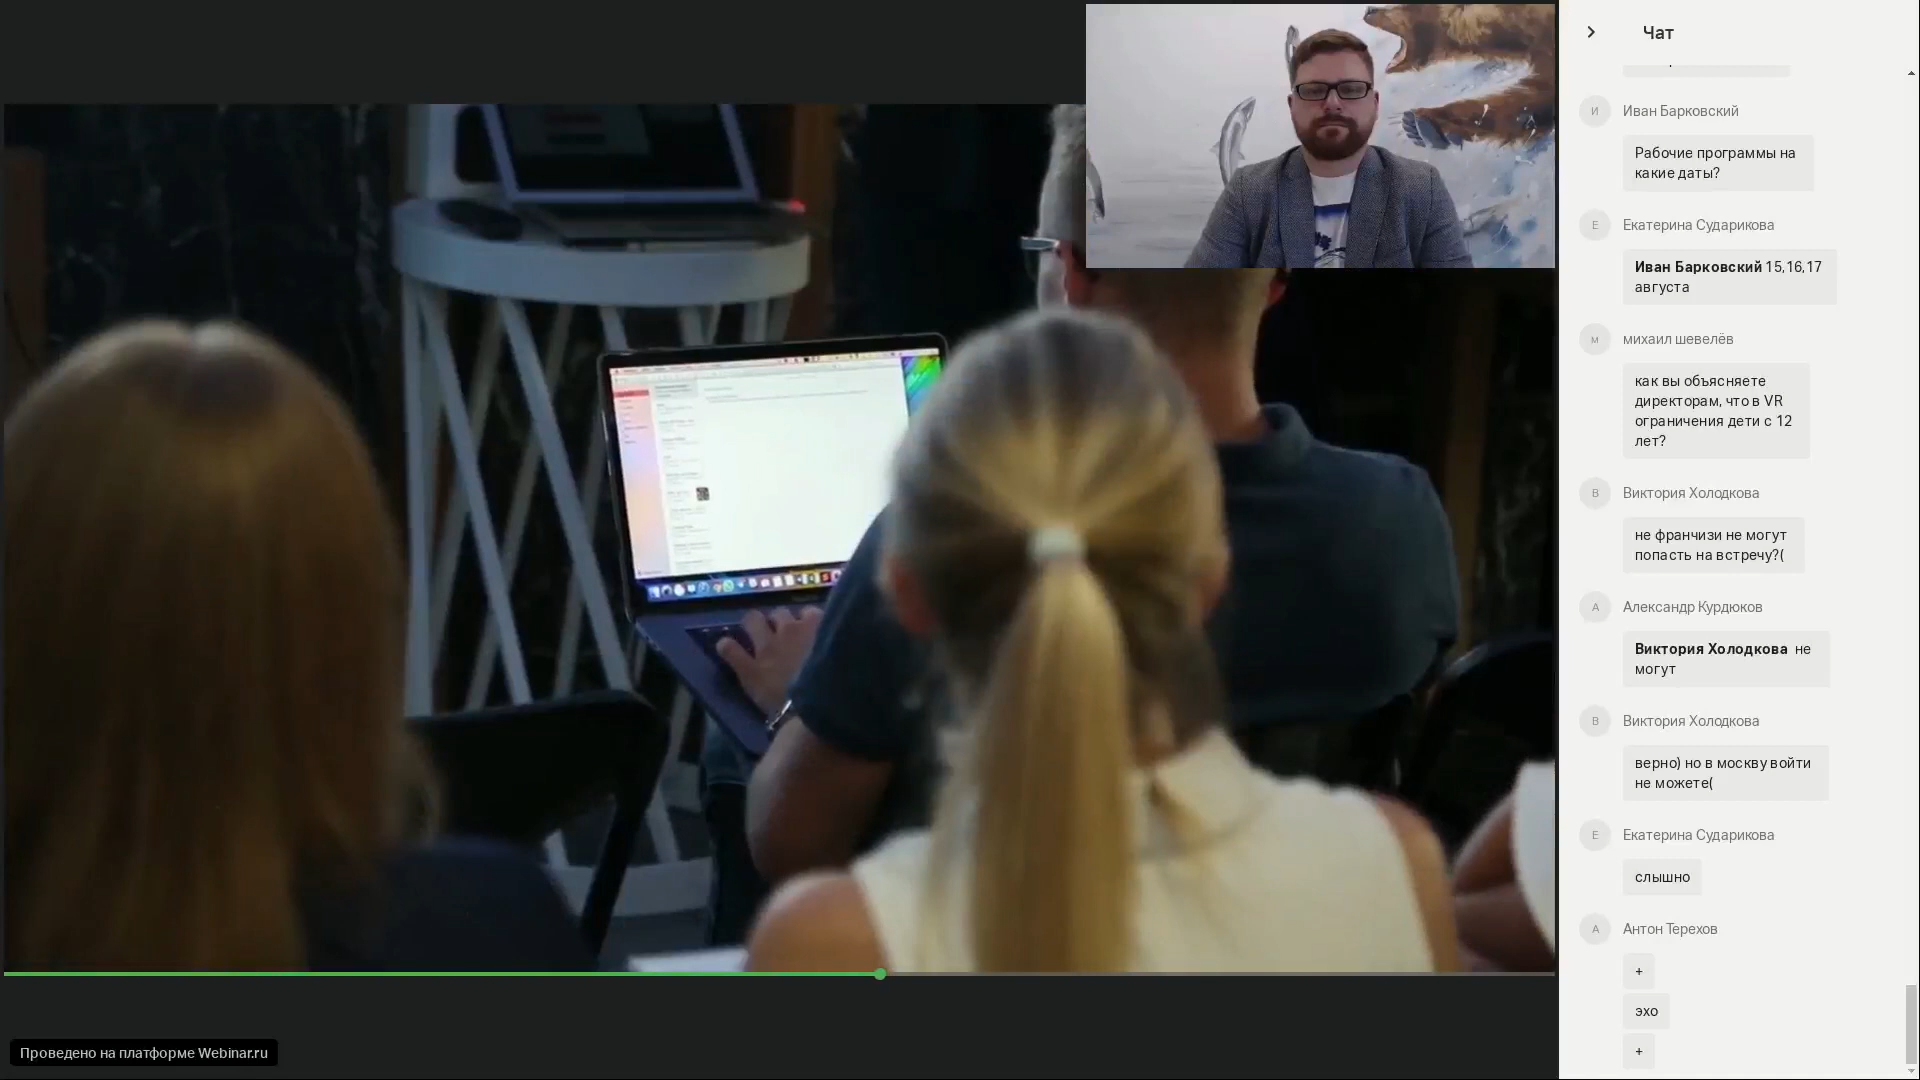 Чат
Иван Барковский
И
Рабочие программы на
какие даты?
Екатерина Сударикова
Е
Иван Барковский 15,16,17
августа
михаил шевелёв
м
как вы объясняете
директорам, что в VR
ограничения дети с 12
лет?
Виктория Холодкова
В
не франчизи не могут
попасть на встречу?(
Александр Курдюков
А
Виктория Холодкова не
могут
Виктория Холодкова
В
верно) но в москву войти
не можете(
Екатерина Сударикова
Е
слышно
Антон Терехов
А
+
эхо
+
Проведено на платформе Webinar.ru